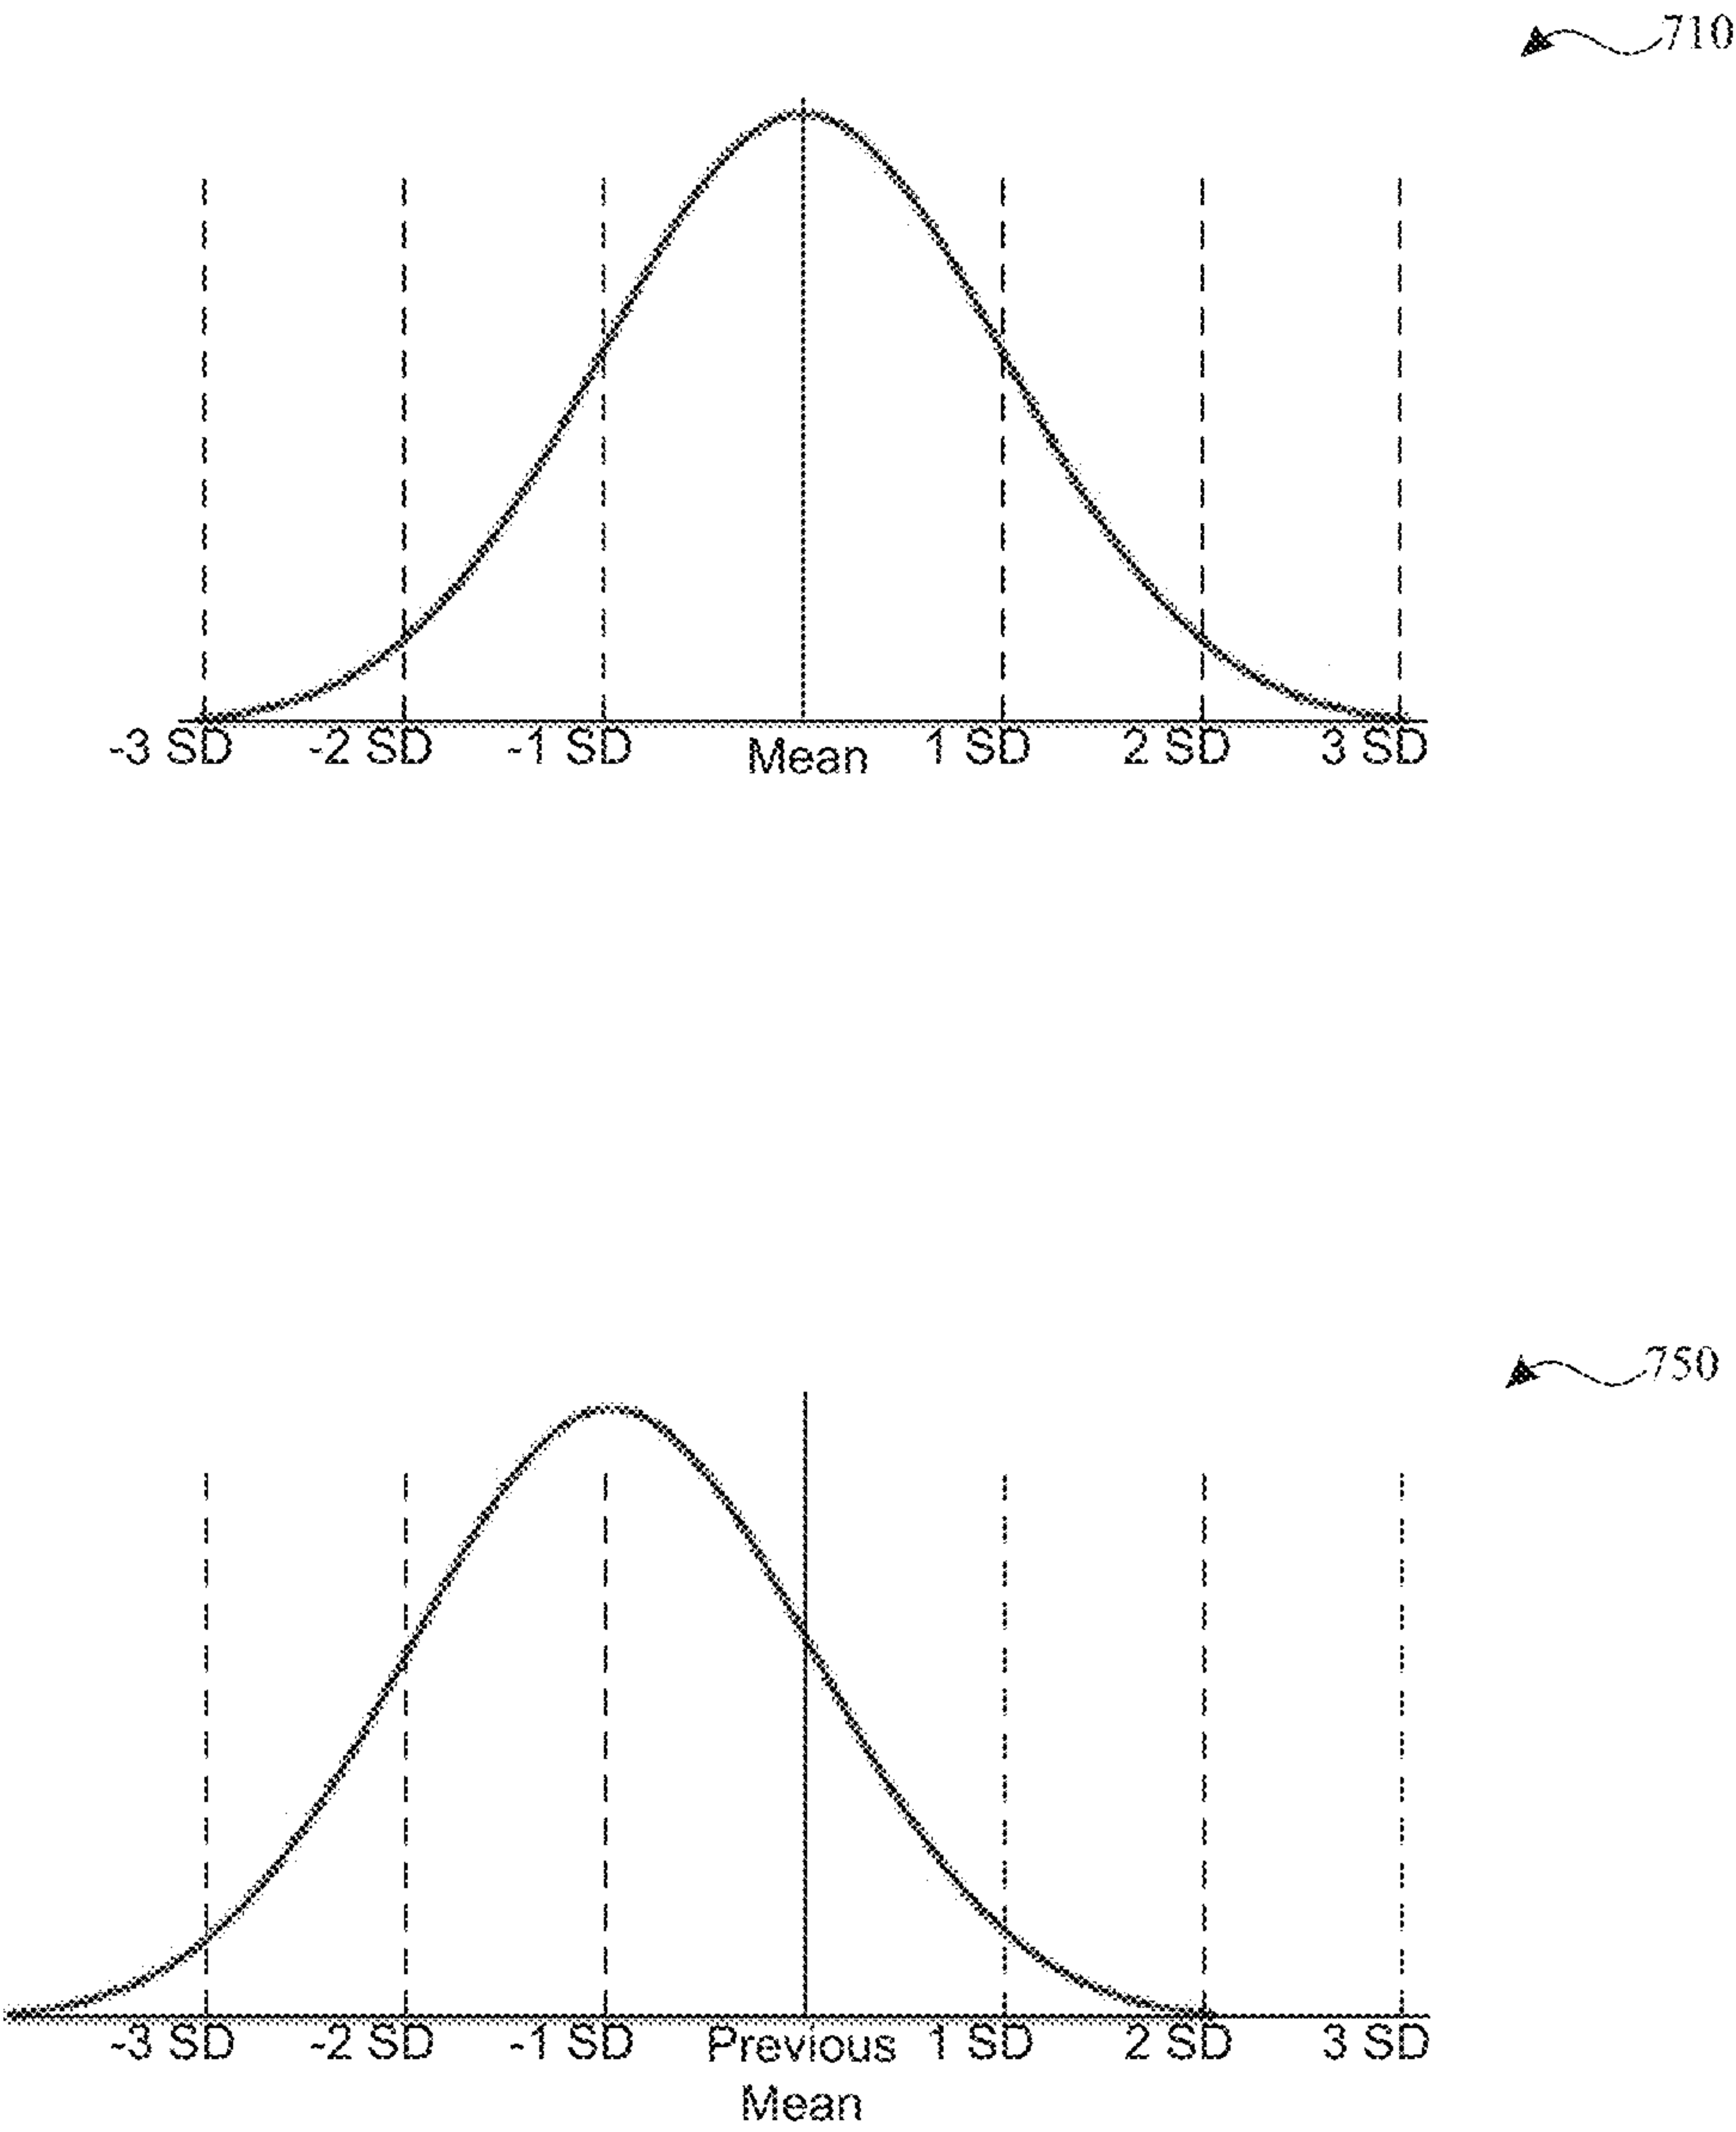 710
-3 SD -2 SD -1 SD Mean 1 SD 2 SD 3 SD
750
-3 SD -2 SD -1 SD Previous 1 SD 2 SD 3 SD
Mean